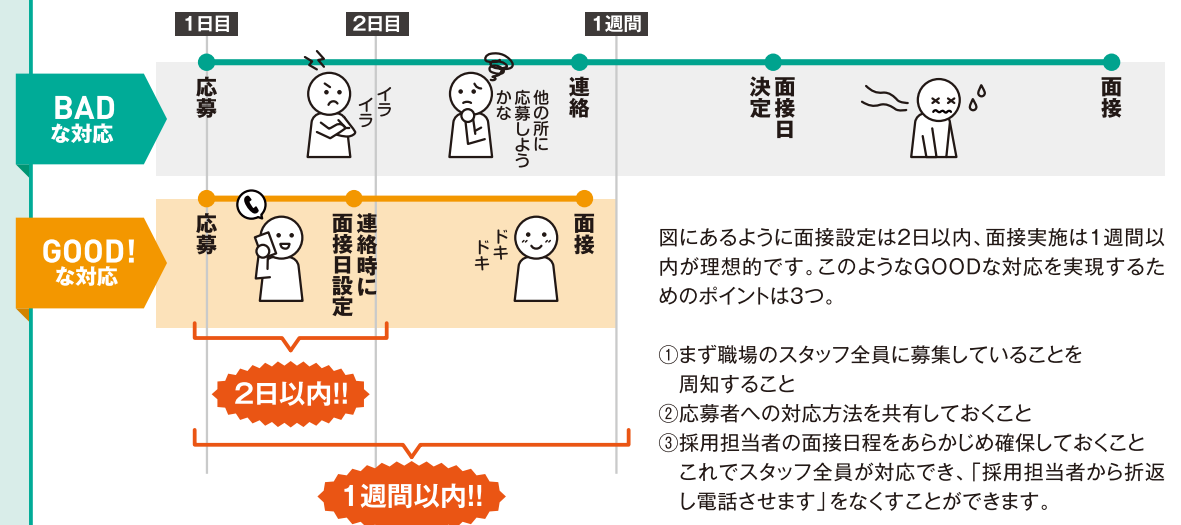 1日目
2日目
1週間
BAD
な対応
応募
イラ
イラ
他の所に
応募しよう
かな
連絡
面接日
決定
面接
GOOD!
な対応
応募
連絡時に
面接日設定
ドキ
ドキ
面接
2日以内!!
1週間以内!!
図にあるように面接設定は2日以内、面接実施は1週間以
内が理想的です。このようなGOODな対応を実現するた
めのポイントは3つ。
①まず職場のスタッフ全員に募集していることを
周知すること
②応募者への対応方法を共有しておくこと
③採用担当者の面接日程をあらかじめ確保しておくこと
これでスタッフ全員が対応でき、「採用担当者から折返
し電話させます」をなくすことができます。